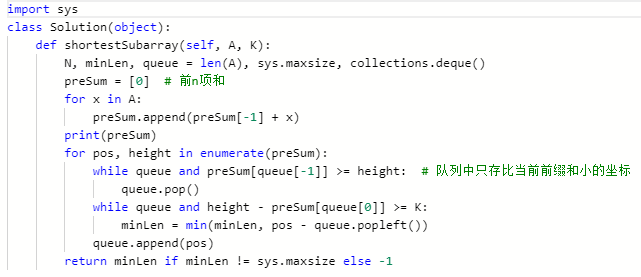 import sys
class Solution(object):
    def shortestSubarray(self, A, K):
        N, minLen, queue = len(A), sys.maxsize, collections.deque()
        preSum = [0]  # 前n项和
        for x in A:
            preSum.append(preSum[-1] + x)
        print(preSum)
        for pos, height in enumerate(preSum):
            while queue and preSum[queue[-1]] >= height:  # 队列中只存比当前前缀和小的坐标
                queue.pop()
            while queue and height - preSum[queue[0]] >= K:
                minLen = min(minLen, pos - queue.popleft())
            queue.append(pos)
        return minLen if minLen != sys.maxsize else -1